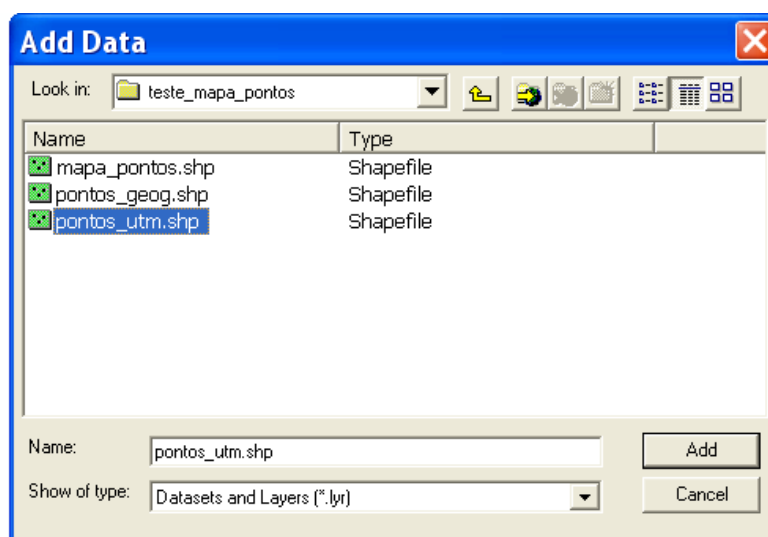 Add Data
Look in: teste_mapa_pontos
Name Type
mapa_pontos.shp Shapefile
pontos_geog.shp Shapefile
pontos_utm.shp Shapefile
Name: pontos_utm.shp Add
Show of type: Datasets and Layers (*.lyr) Cancel